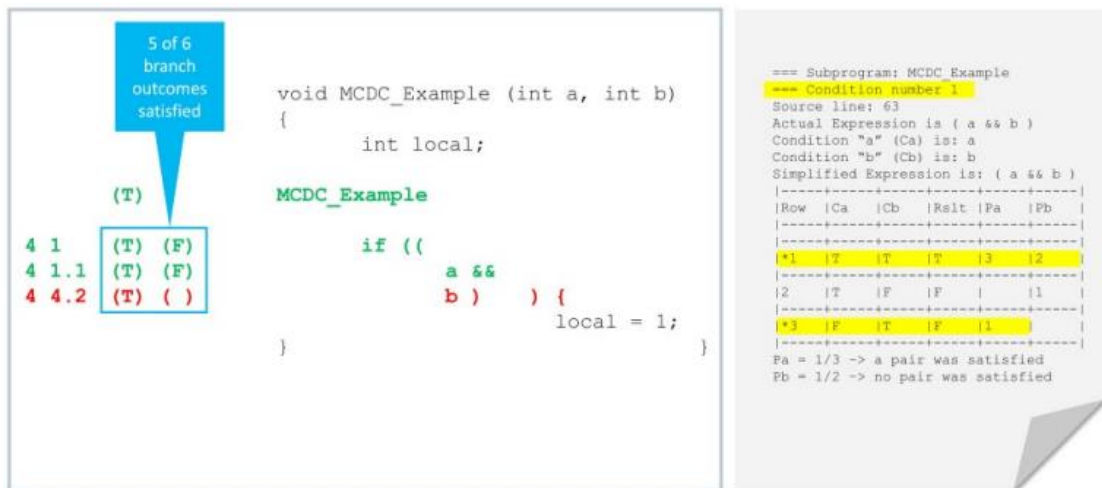 5 of 6
branch
outcomes
satisfied
void MCDC_Example (int a, int b)
{
int local;
(T) MCDC_Example
4 1 (T) (F) if ((
4 1.1 (T) (F) a &&
4 4.2 (T) ( ) b ) ) {
local = 1;
} }
=== Subprogram: MCDC_Example
=== Condition number 1
Source line: 63
Actual Expression is ( a && b )
Condition "a" (Ca) is: a
Condition "b" (Cb) is: b
Simplified Expression is: ( a && b )
|-----+-----+-----+-----+-----+-----|
|Row |Ca |Cb |Rslt |Pa |Pb |
|-----+-----+-----+-----+-----+-----|
|-----+-----+-----+-----+-----+-----|
|*1 |T |T |T |3 |2 |
|-----+-----+-----+-----+-----+-----|
|2 |T |F |F | |1 |
|-----+-----+-----+-----+-----+-----|
|*3 |F |T |F |1 | |
|-----+-----+-----+-----+-----+-----|
Pa = 1/3 -> a pair was satisfied
Pb = 1/2 -> no pair was satisfied